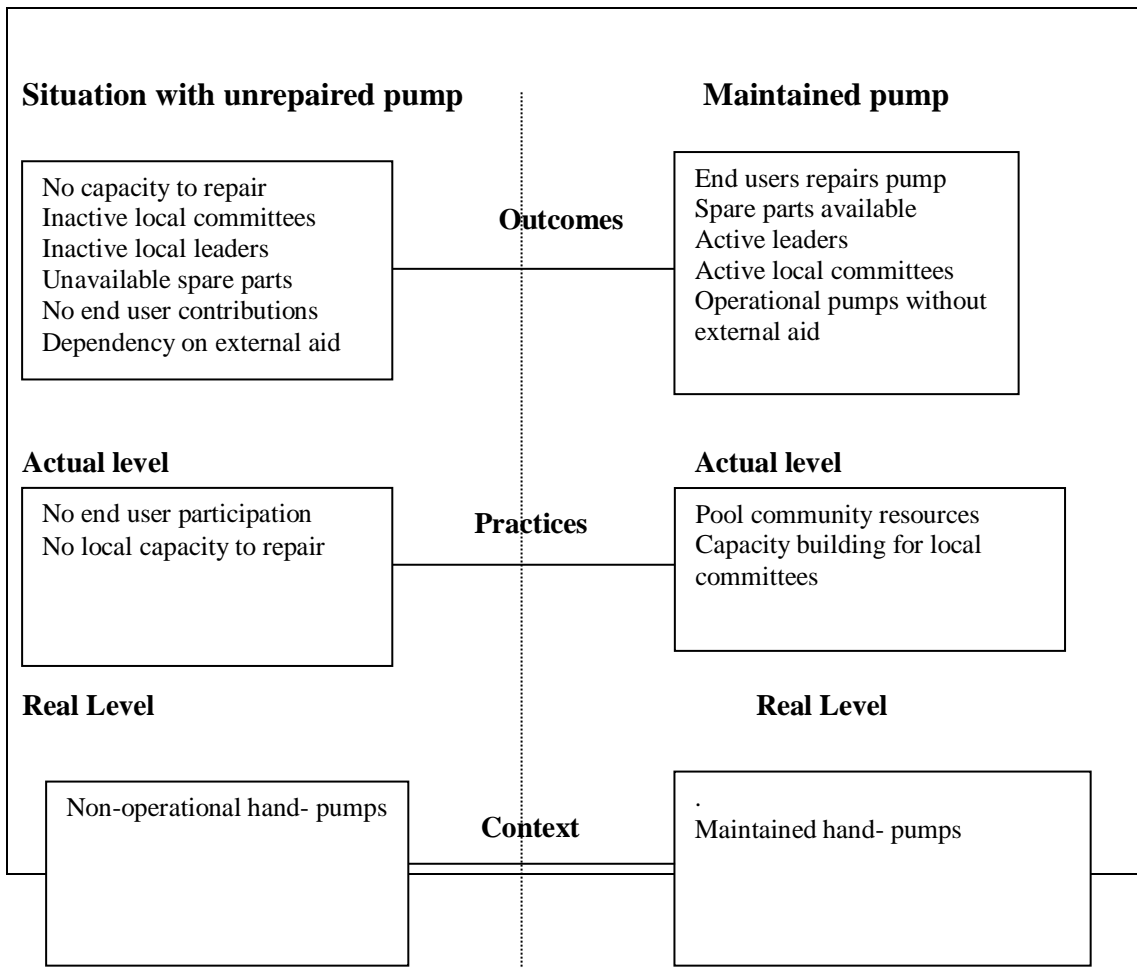 Situation with unrepaired pump
Maintained pump
No capacity to repair
Inactive local committees
Inactive local leaders
Unavailable spare parts
No end user contributions
Dependency on external aid
Outcomes
End users repairs pump
Spare parts available
Active leaders
Active local committees
Operational pumps without
external aid
Actual level
Actual level
No end user participation
No local capacity to repair
Practices
Pool community resources
Capacity building for local
committees
Real Level
Real Level
Non-operational hand- pumps
Context
.
Maintained hand- pumps